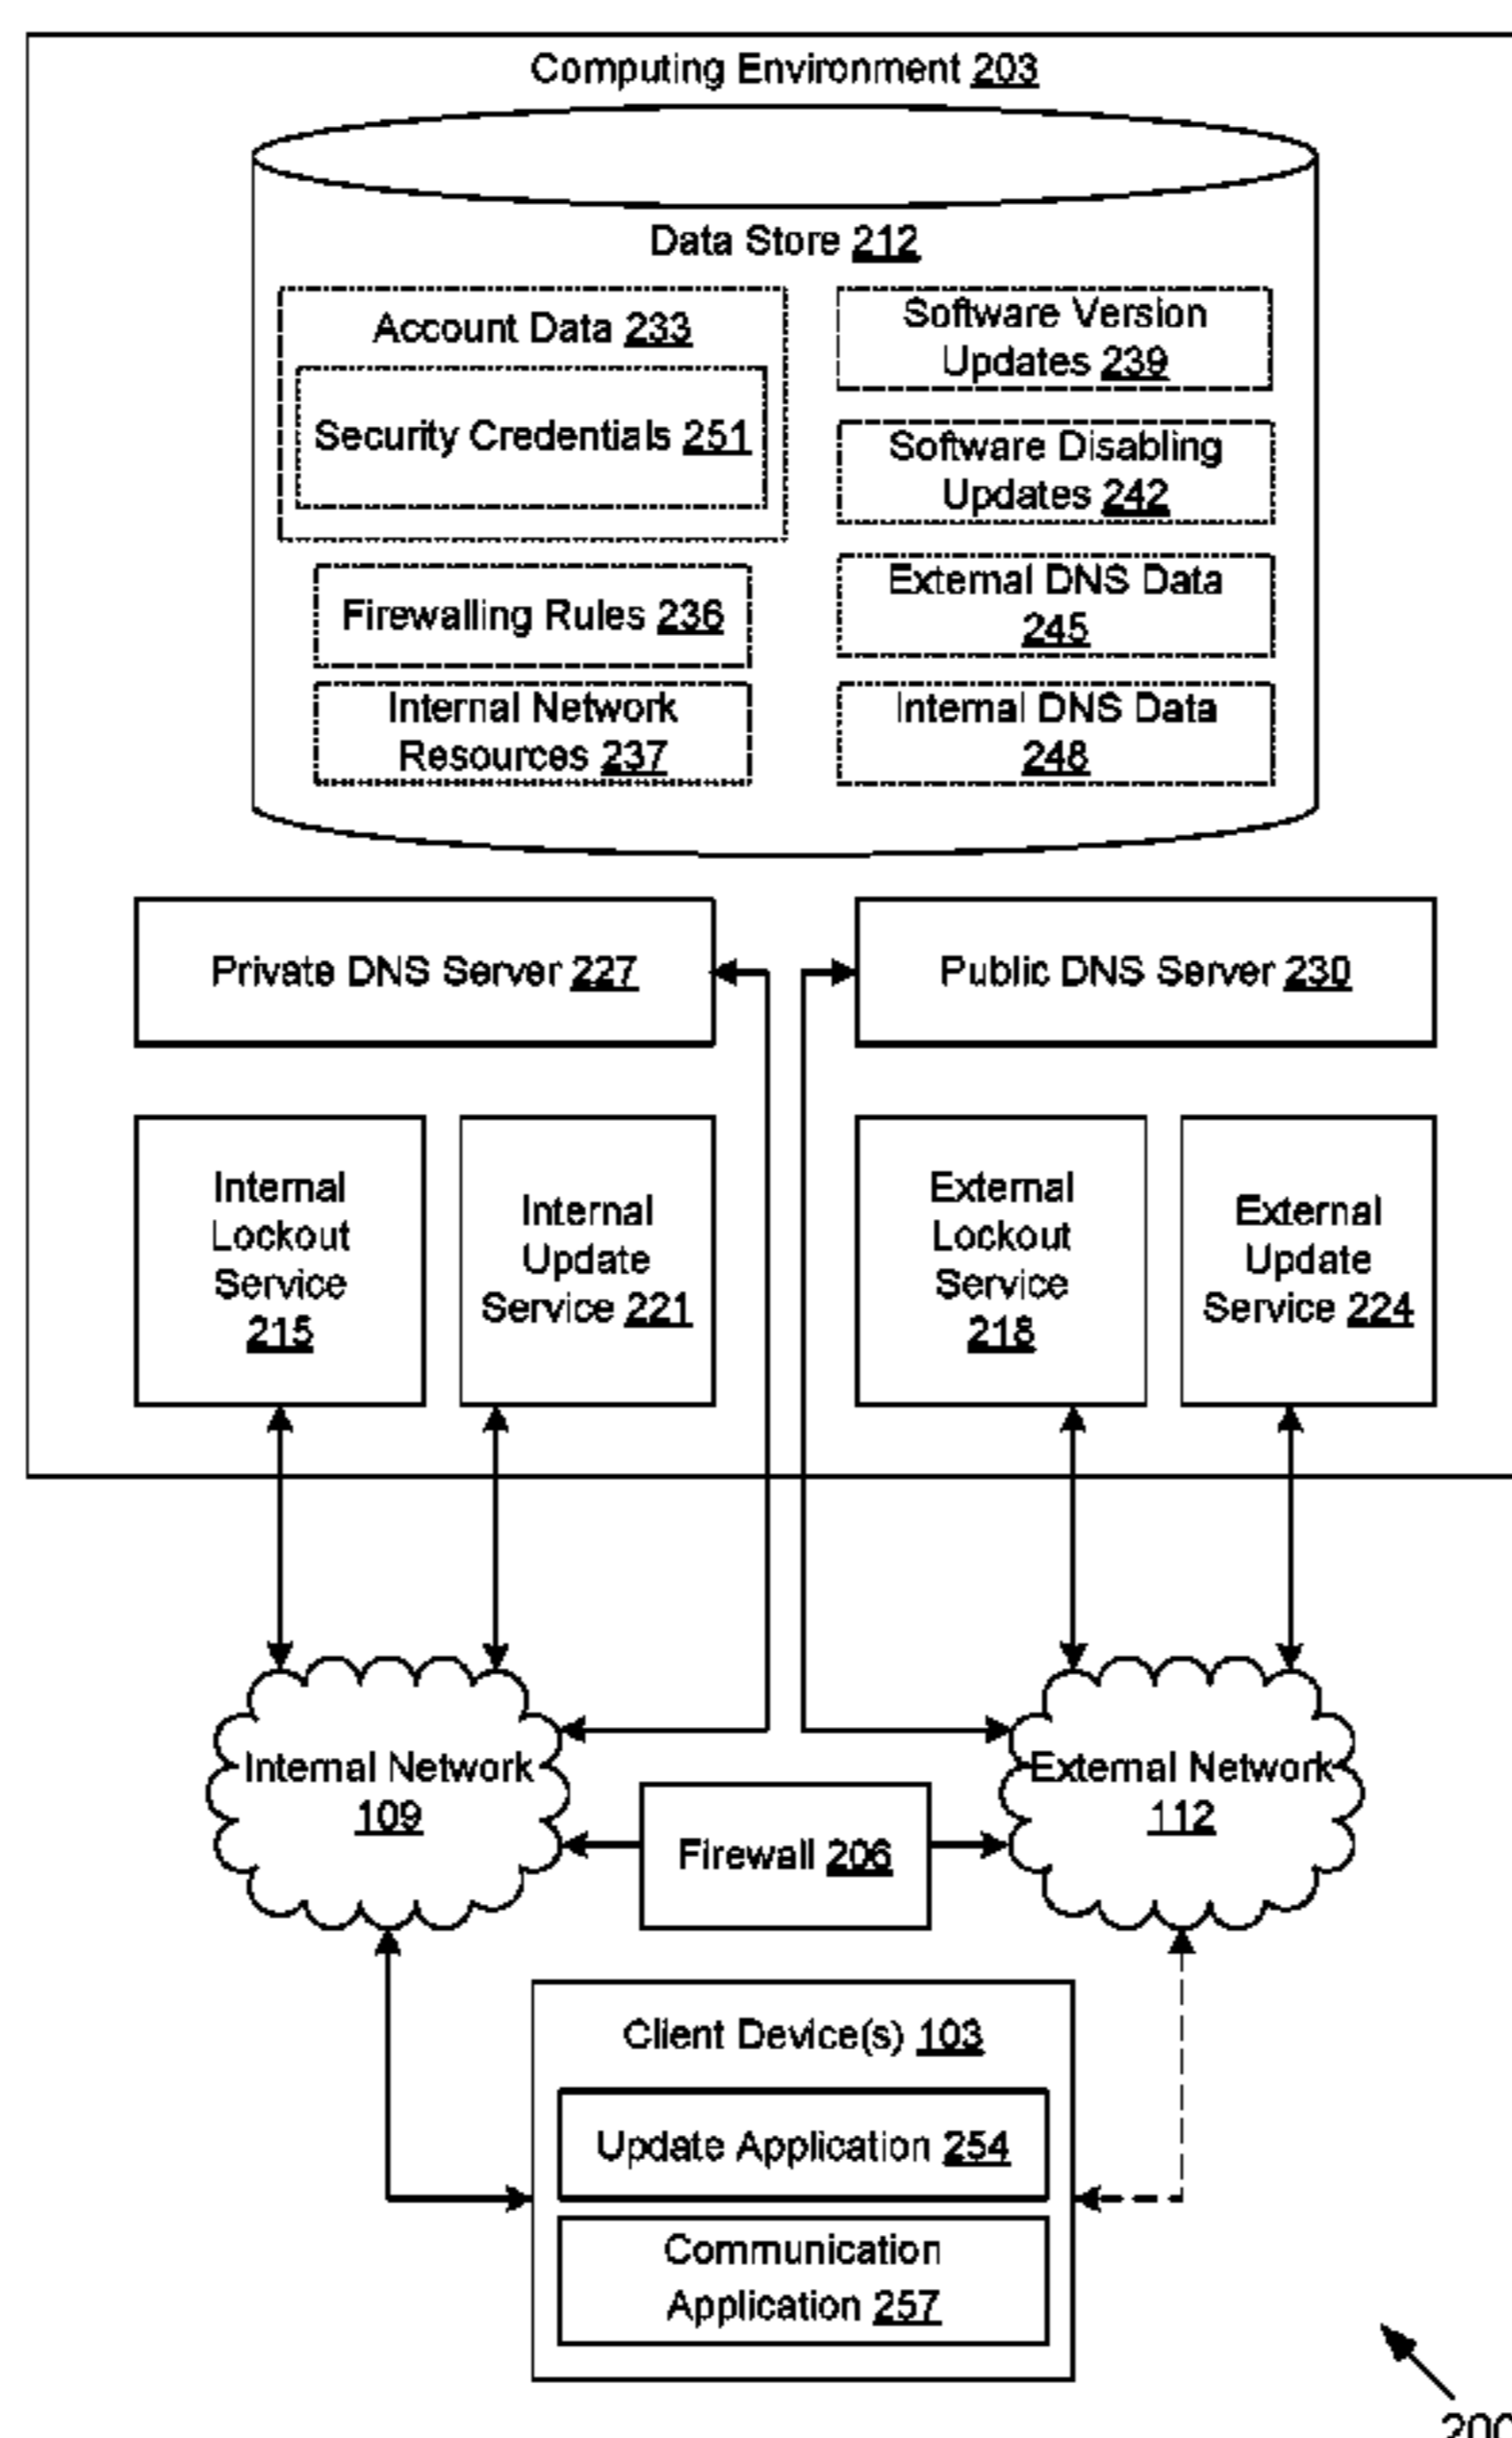 Computing Environment 203
Data Store 212
Account Data 233
Security Credentials 251
Firewalling Rules 236
Internal Network
Resources 237
Software Version
Updates 239
Software Disabling
Updates 242
External DNS Data
245
Internal DNS Data
248
Private DNS Server 227
Public DNS Server 230
Internal
Lockout
Service
215
Internal
Update
Service 221
External
Lockout
Service
218
External
Update
Service 224
Internal Network
109
Firewall 206
External Network
112
Client Device(s) 103
Update Application 254
Communication
Application 257
200